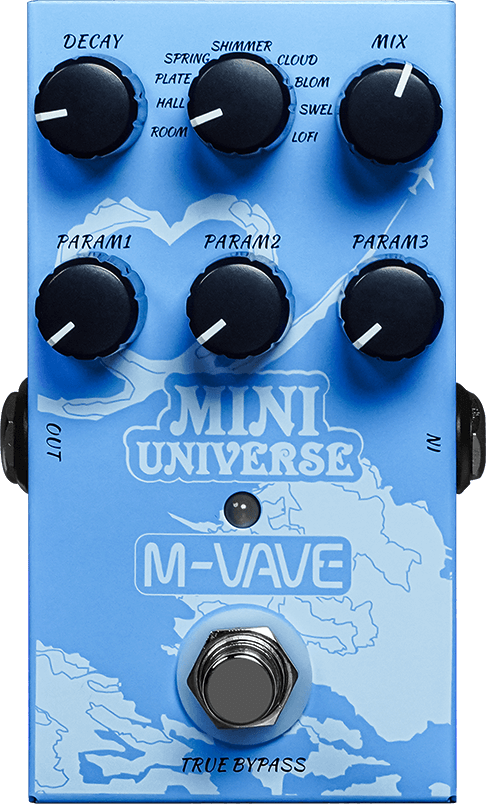 DECAY
SHIMMER
MIX
SPRING
CLOUD
PLATE
BLOM
HALL
SWEL
ROOM
LOFI
PARAM1
PARAM2
PARAM3
MINI
UNIVERSE
OUT
IN
M-VAVE
TRUE BYPASS